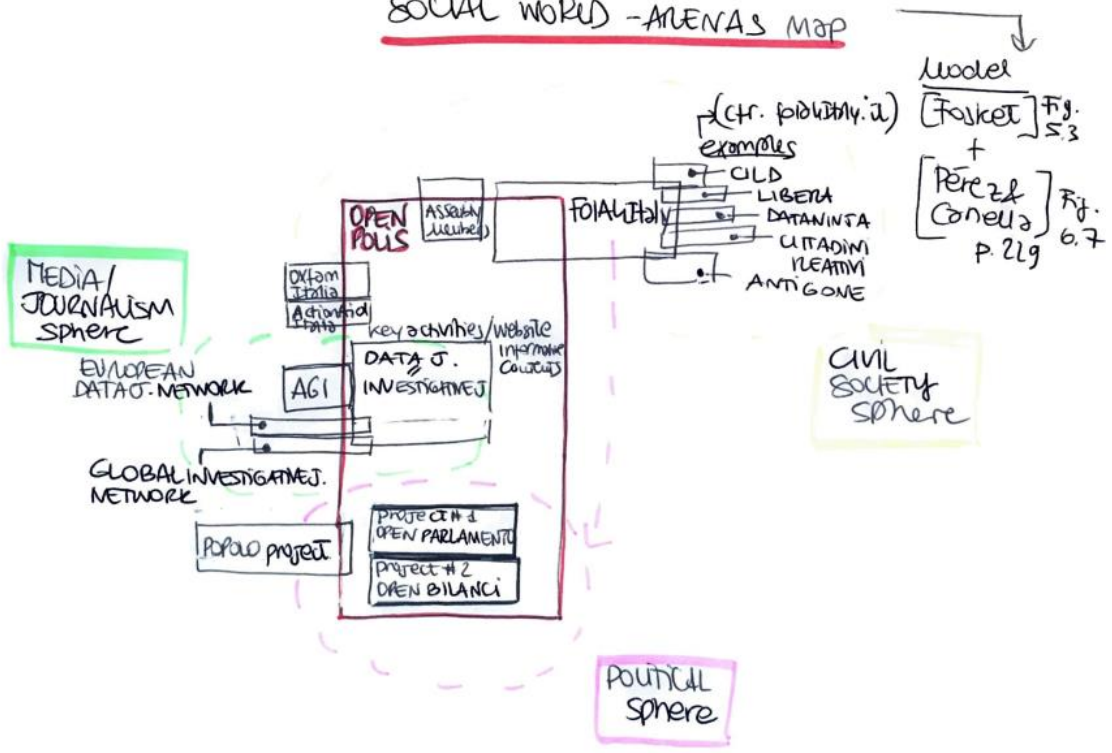 SOCIAL WORLD - ARENAS Map
Model
[Fosket] Fig. 5.3
+
[Pérez & Canella p. 229] Fig. 6.7
(cfr. foia4italy.it)
examples
CILD
LIBERA
DATANINJA
CITTADINI
REATTIVI
ANTIGONE
FOIA4Italy
OPEN
POLIS
Assembly
Members
MEDIA/
JOURNALISM
sphere
Oxfam
Italia
ActionAid
Italia
key activities/website
informative
contents
DATA J.
INVESTIGATIVE J.
EUROPEAN
DATA J. NETWORK
AGI
GLOBAL INVESTIGATIVE J.
NETWORK
CIVIL
SOCIETY
sphere
POPOLO project
project #1
OPEN PARLAMENTO
project #2
OPEN BILANCI
POLITICAL
sphere